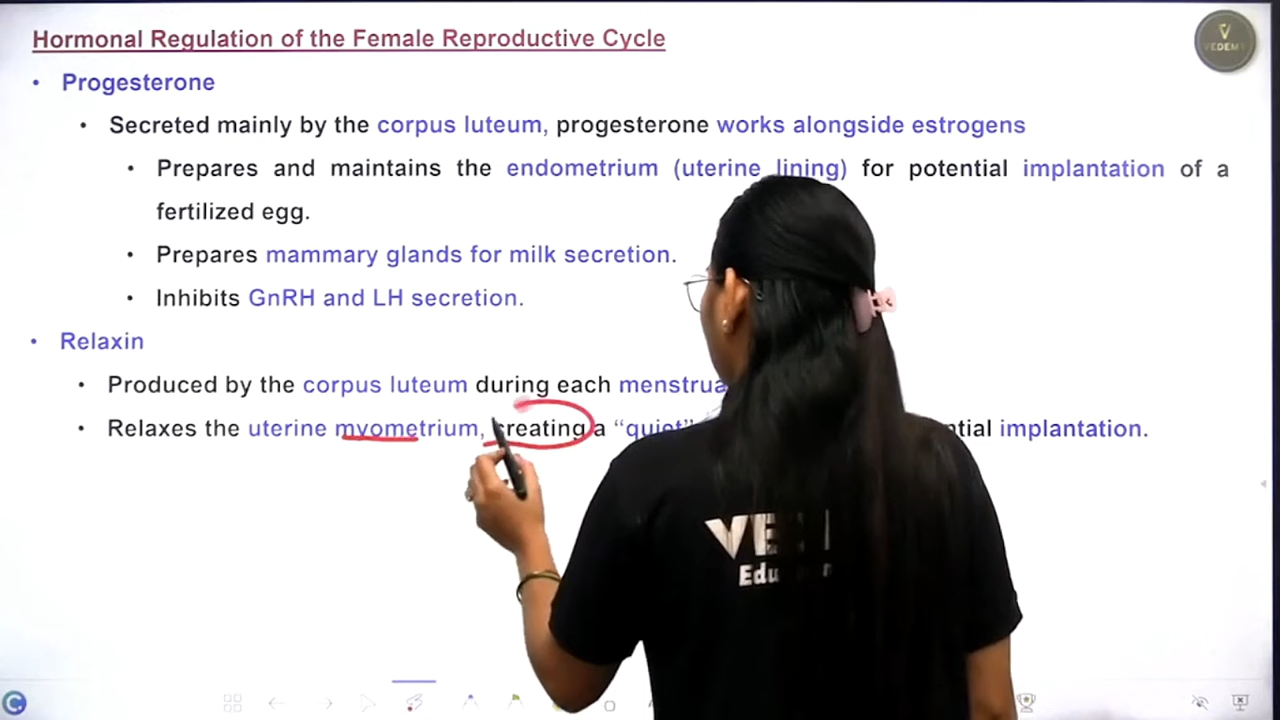 Hormonal Regulation of the Female Reproductive Cycle
VEDEMY
• Progesterone
• Secreted mainly by the corpus luteum, progesterone works alongside estrogens
• Prepares and maintains the endometrium (uterine lining) for potential implantation of a
fertilized egg.
• Prepares mammary glands for milk secretion.
• Inhibits GnRH and LH secretion.
• Relaxin
• Produced by the corpus luteum during each
• Relaxes the uterine myometrium, creating a “quiet” implantation.